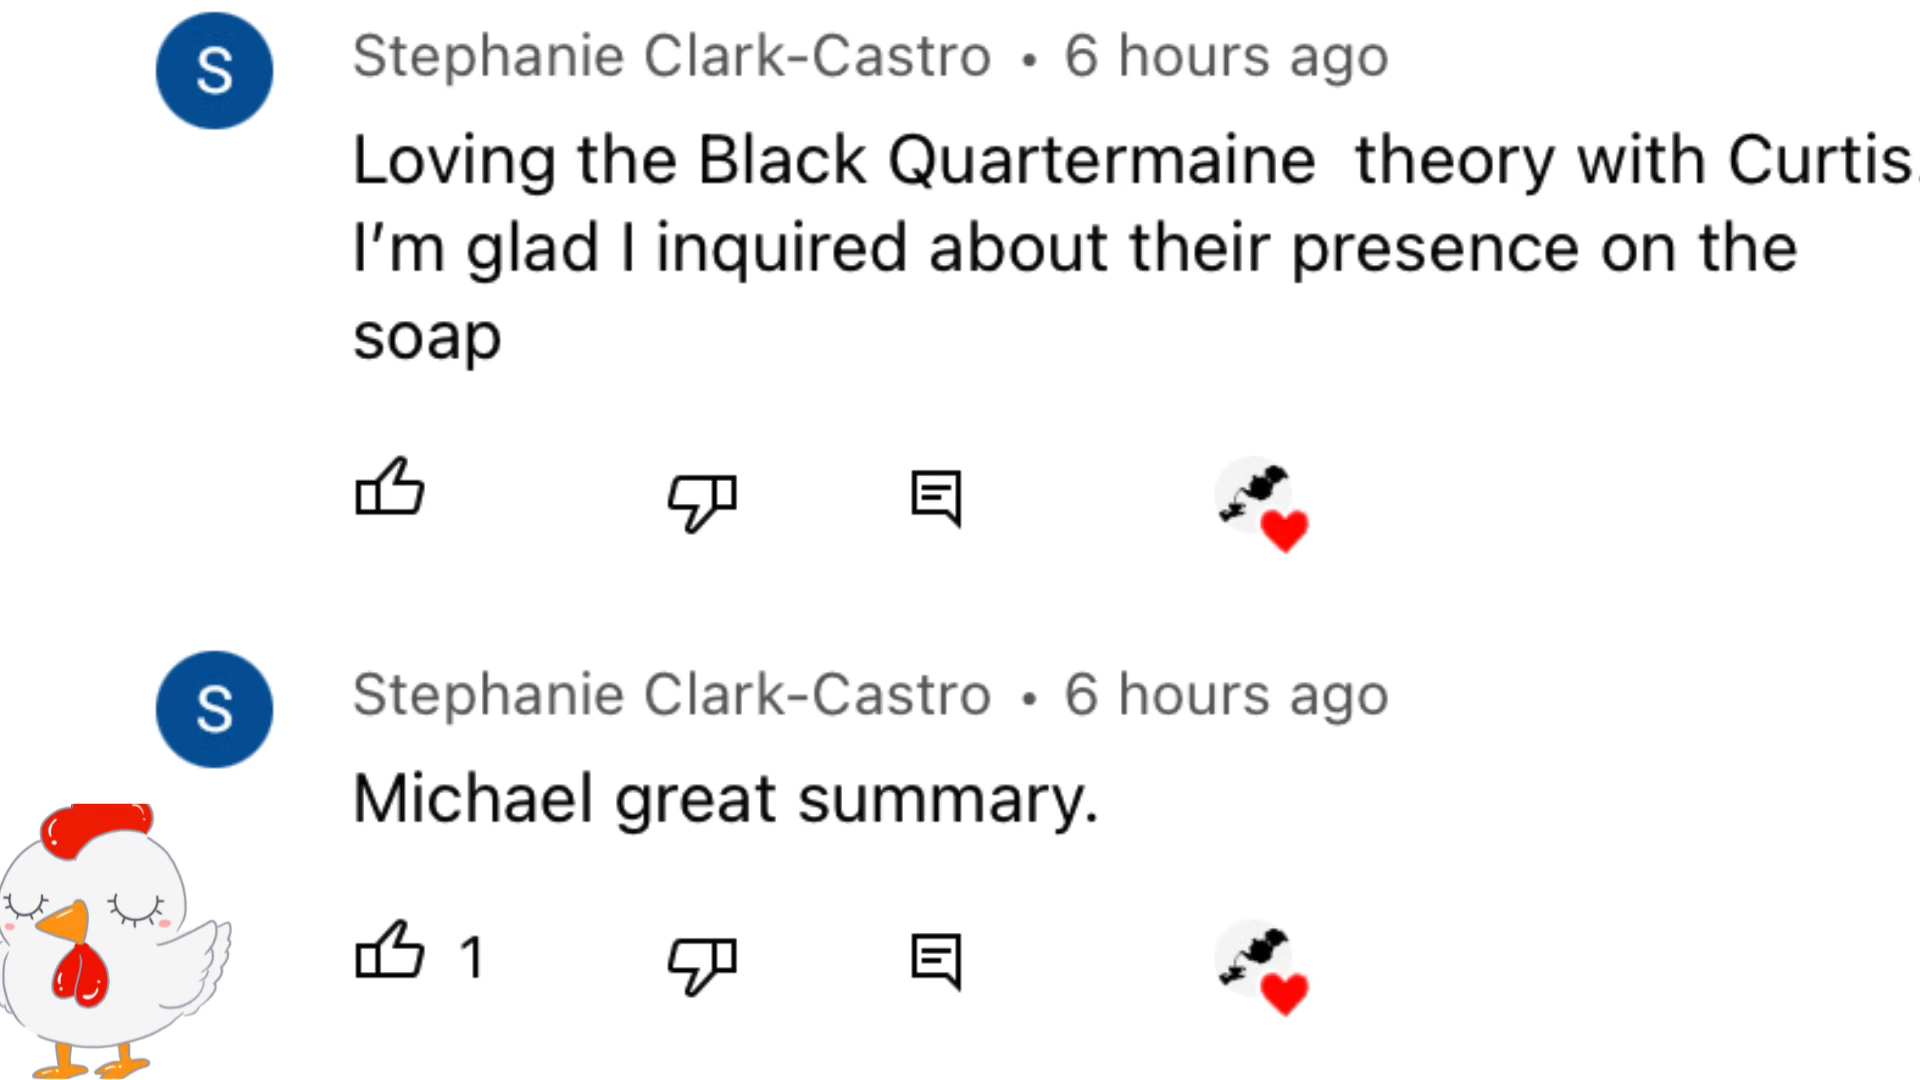 S
Stephanie Clark-Castro • 6 hours ago
Loving the Black Quartermaine  theory with Curtis.
I’m glad I inquired about their presence on the
soap
S
Stephanie Clark-Castro • 6 hours ago
Michael great summary.
1